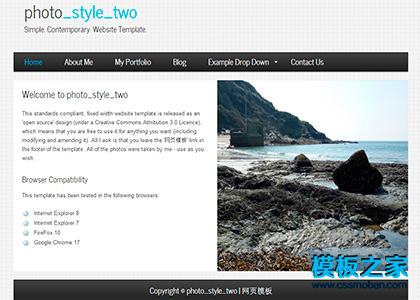 photo_style_two
Simple. Contemporary. Website Template.
Home About Me My Portfolio Blog Example Drop Down Contact Us
Welcome to photo_style_two
This standards compliant, fixed width website template is released as an
'open source' design (under a Creative Commons Attribution 3.0 Licence),
which means that you are free to use it for anything you want (including
modifying and amending it). All I ask is that you leave the '网页模板' link in
the footer of the template. All of the photos were taken by me - use as you
wish.
Browser Compatibility
This template has been tested in the following browsers:
Internet Explorer 8
Internet Explorer 7
FireFox 10
Google Chrome 17
模板之家
www.cssmoban.com
Copyright © photo_style_two | 网页模板